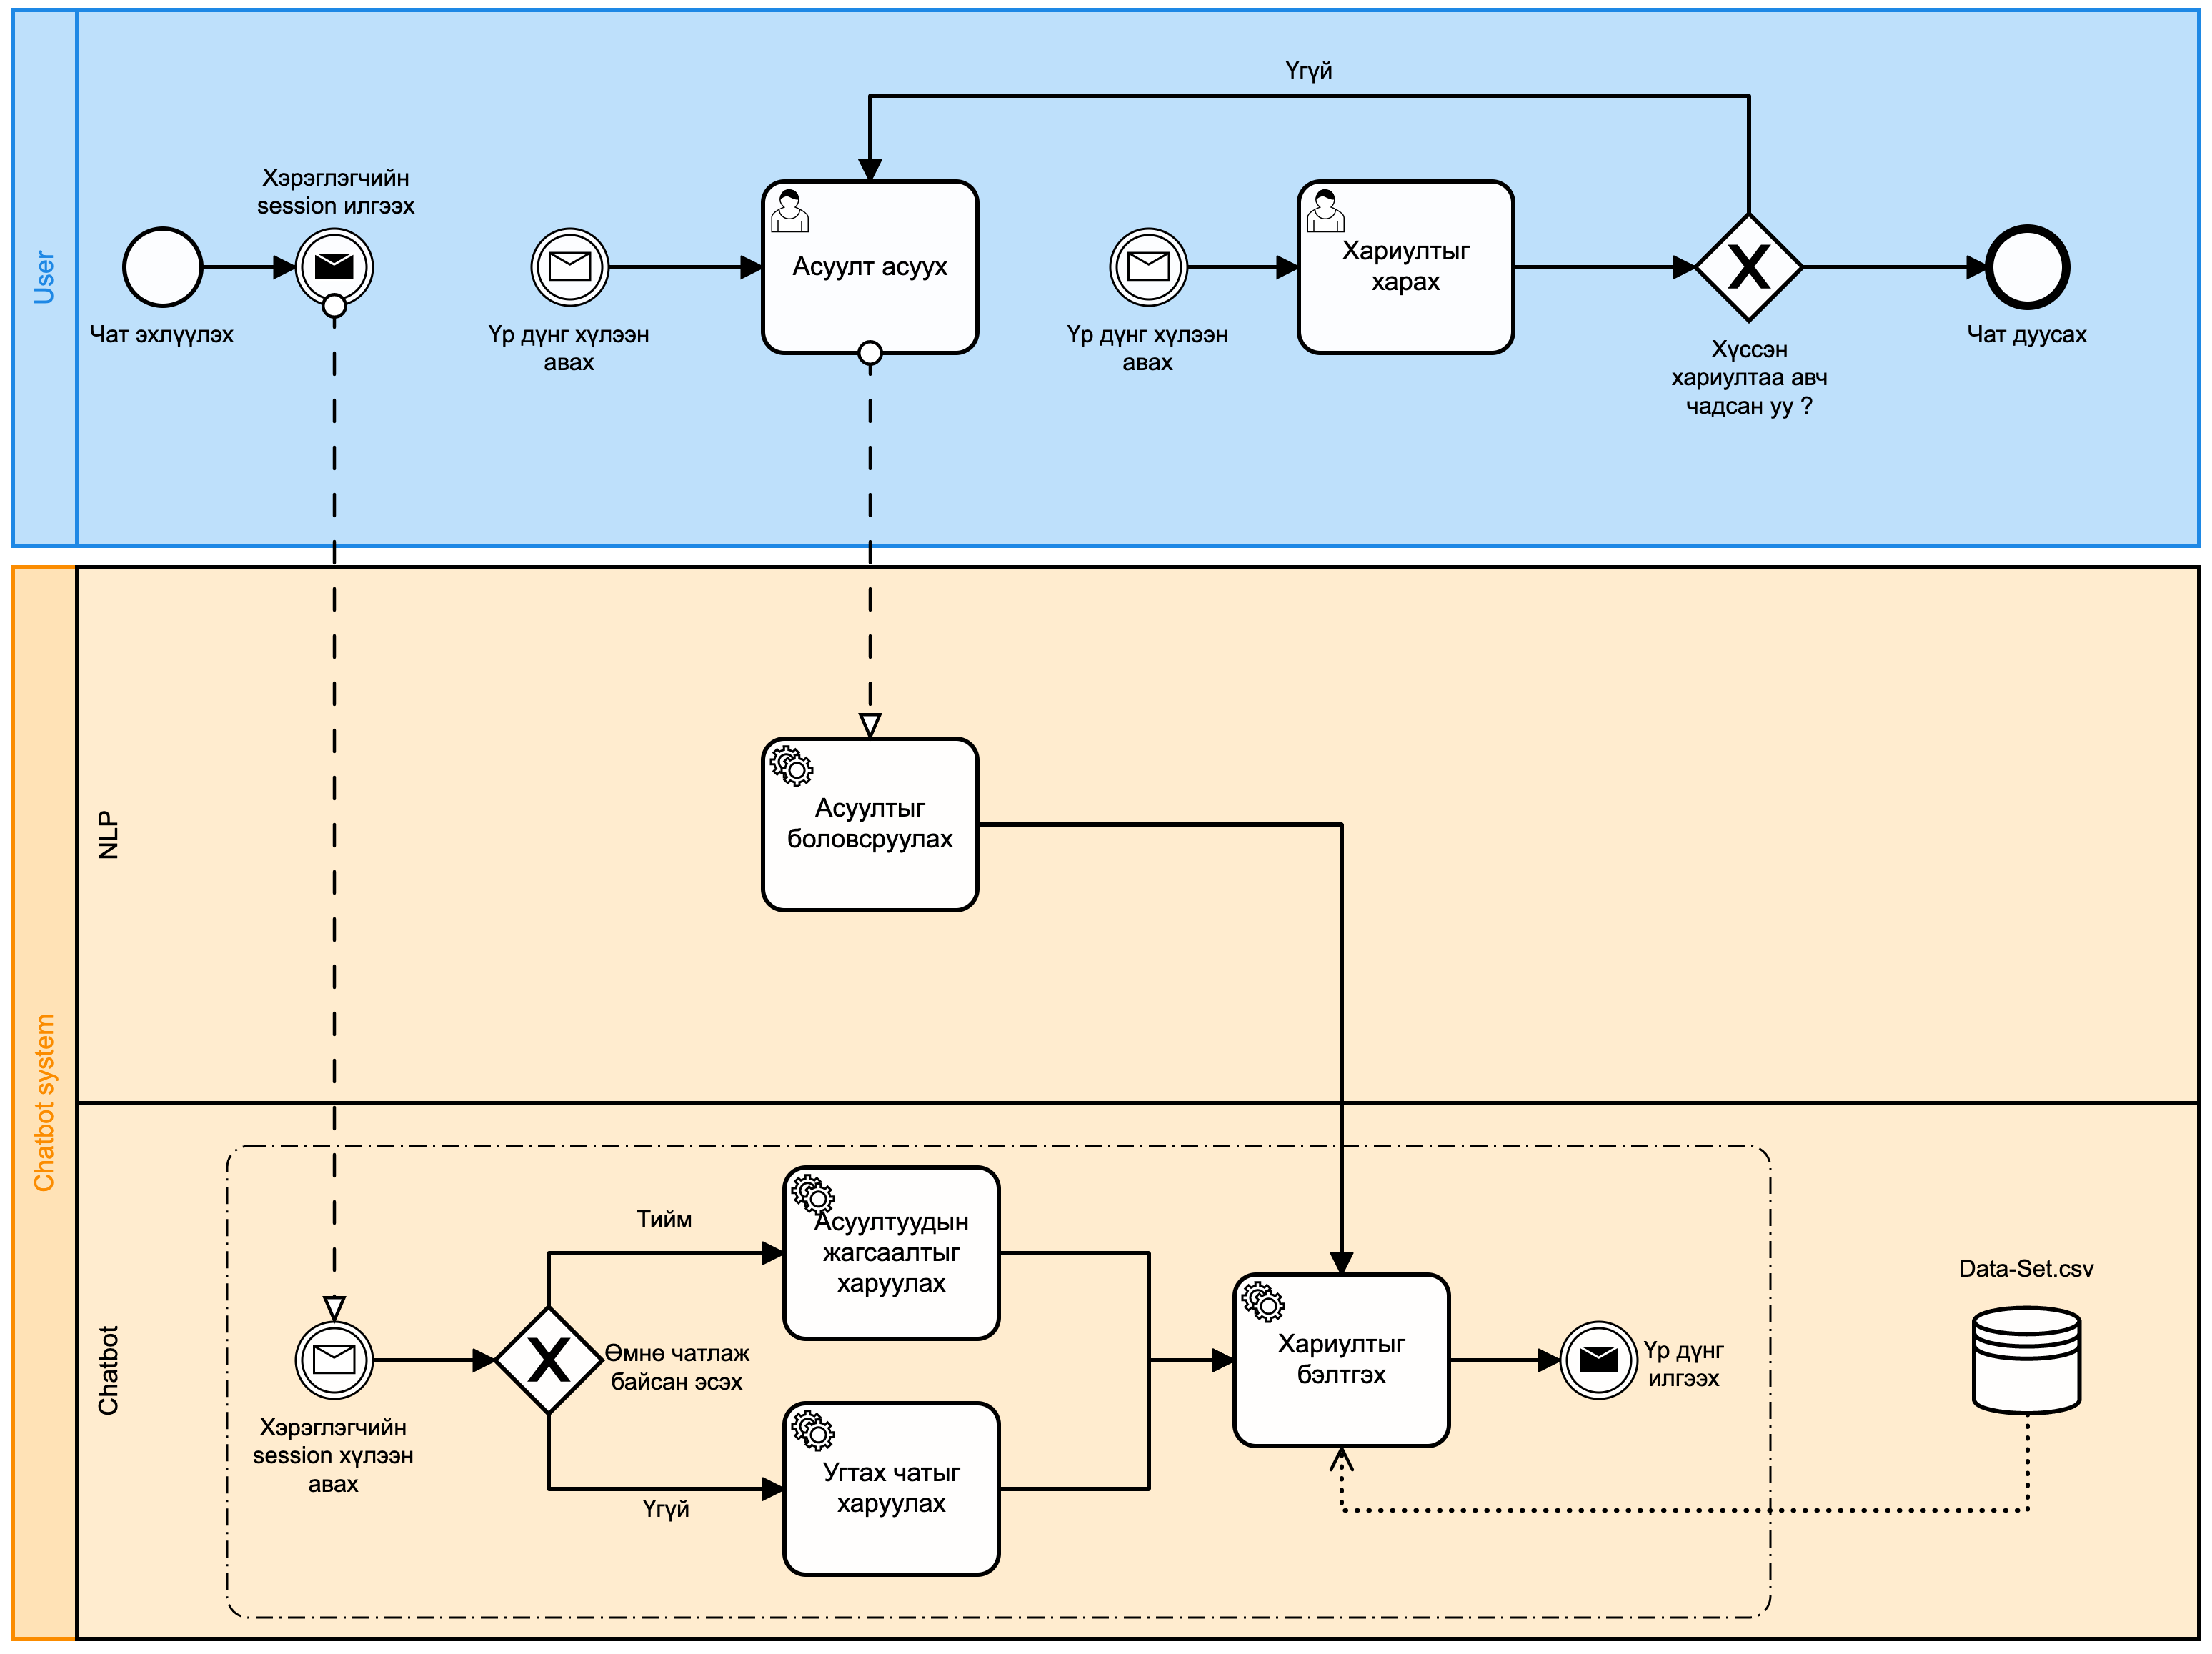 User
Үгүй
Хэрэглэгчийн
session илгээх
Чат эхлүүлэх
Үр дүнг хүлээн
авах
Асуулт асуух
Үр дүнг хүлээн
авах
Хариултыг
харах
Хүссэн
хариултаа авч
чадсан уу ?
Чат дуусах
Chatbot system
NLP
Асуултыг
боловсруулах
Chatbot
Хэрэглэгчийн
session хүлээн
авах
Өмнө чатлаж
байсан эсэх
Тийм
Үгүй
Асуултуудын
жагсаалтыг
харуулах
Угтах чатыг
харуулах
Хариултыг
бэлтгэх
Үр дүнг
илгээх
Data-Set.csv